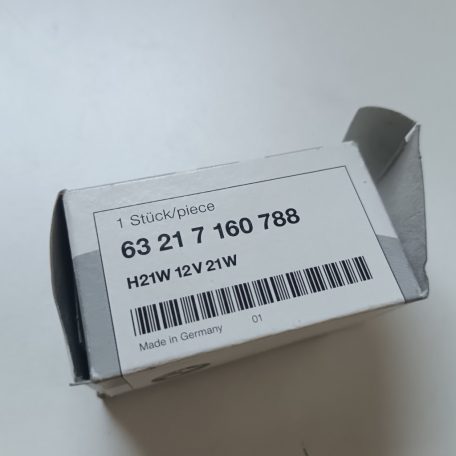 1 Stück/piece
63 21 7 160 788
H21W 12V 21W
Made in Germany 01